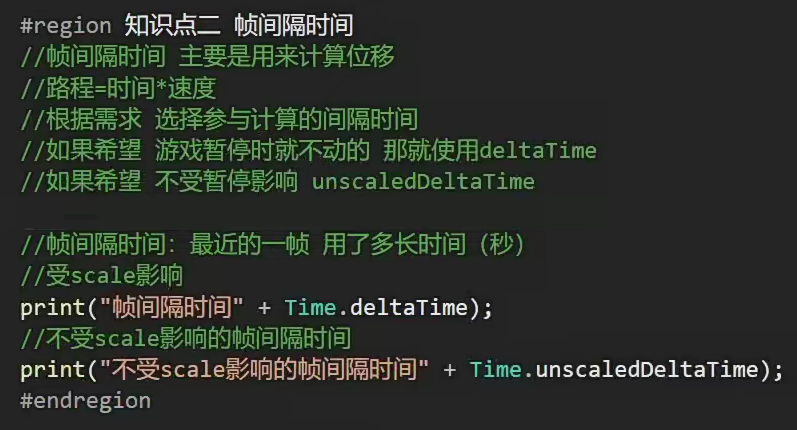 #region 知识点二 帧间隔时间
//帧间隔时间 主要是用来计算位移
//路程=时间*速度
//根据需求 选择参与计算的间隔时间
//如果希望 游戏暂停时就不动的 那就使用deltaTime
//如果希望 不受暂停影响 unscaledDeltaTime
//帧间隔时间：最近的一帧 用了多长时间（秒）
//受scale影响
print("帧间隔时间" + Time.deltaTime);
//不受scale影响的帧间隔时间
print("不受scale影响的帧间隔时间" + Time.unscaledDeltaTime);
#endregion